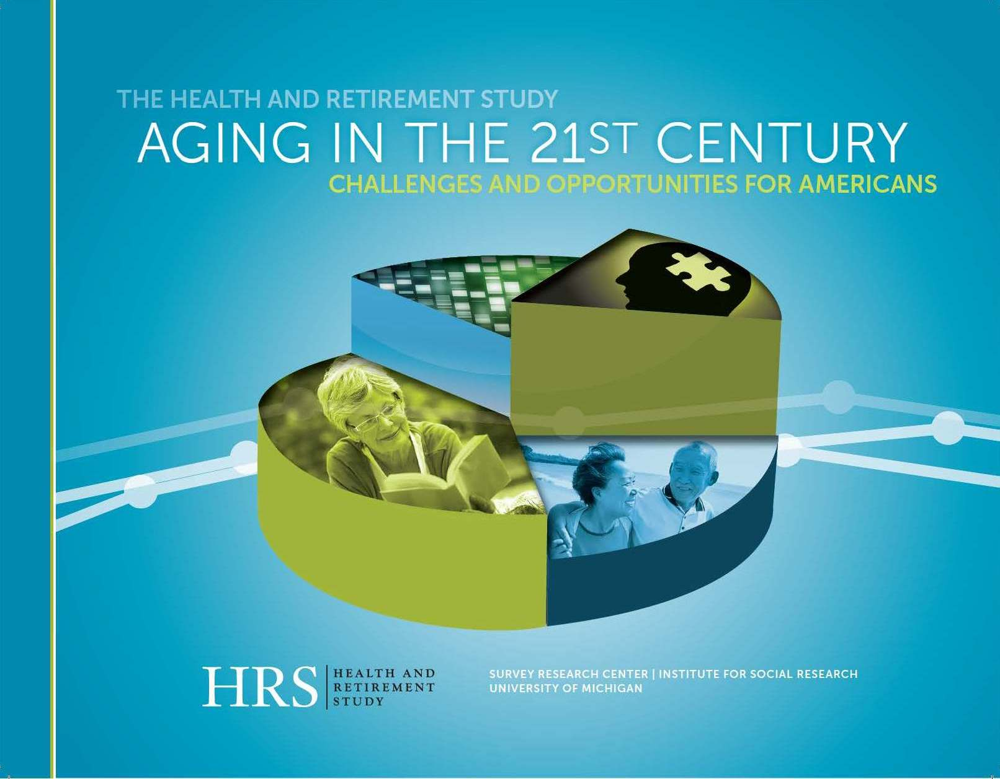 THE HEALTH AND RETIREMENT STUDY
AGING IN THE 21ST CENTURY
CHALLENGES AND OPPORTUNITIES FOR AMERICANS
HRS
HEALTH AND
RETIREMENT
STUDY
SURVEY RESEARCH CENTER | INSTITUTE FOR SOCIAL RESEARCH
UNIVERSITY OF MICHIGAN